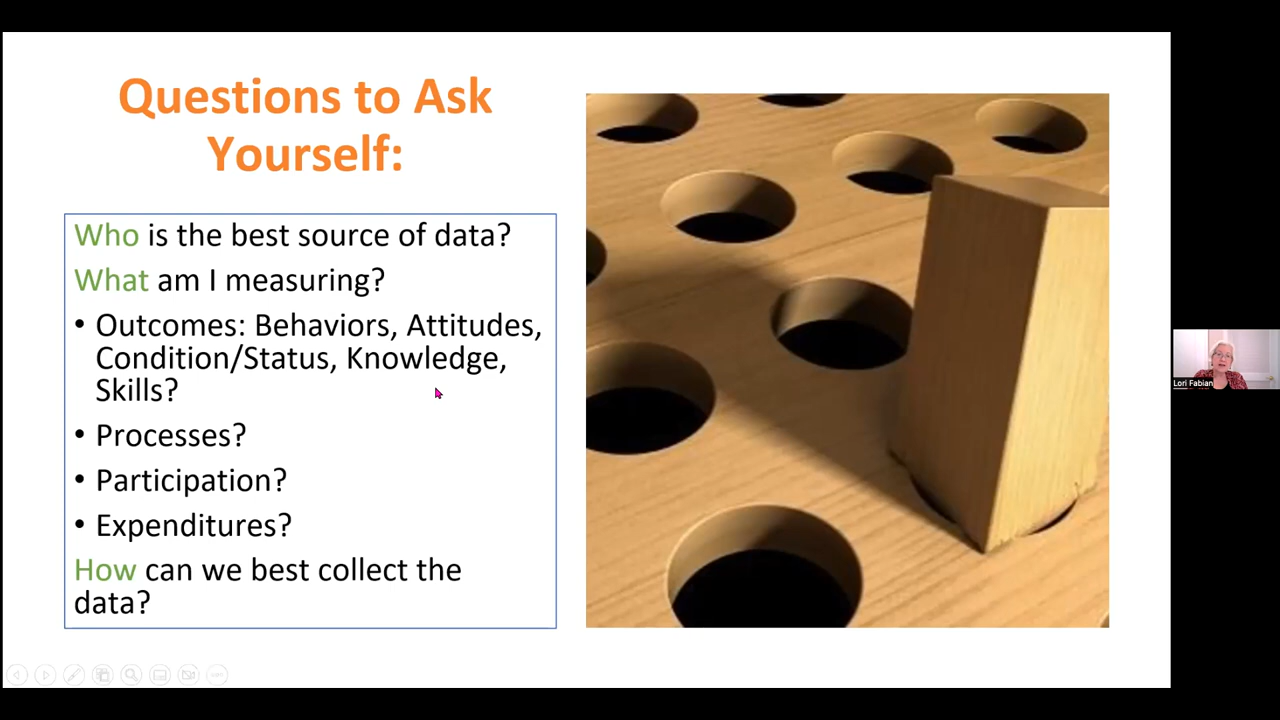 Questions to Ask
Yourself:
Who is the best source of data?
What am I measuring?
• Outcomes: Behaviors, Attitudes,
Condition/Status, Knowledge,
Skills?
• Processes?
• Participation?
• Expenditures?
How can we best collect the
data?
Lori Fabian